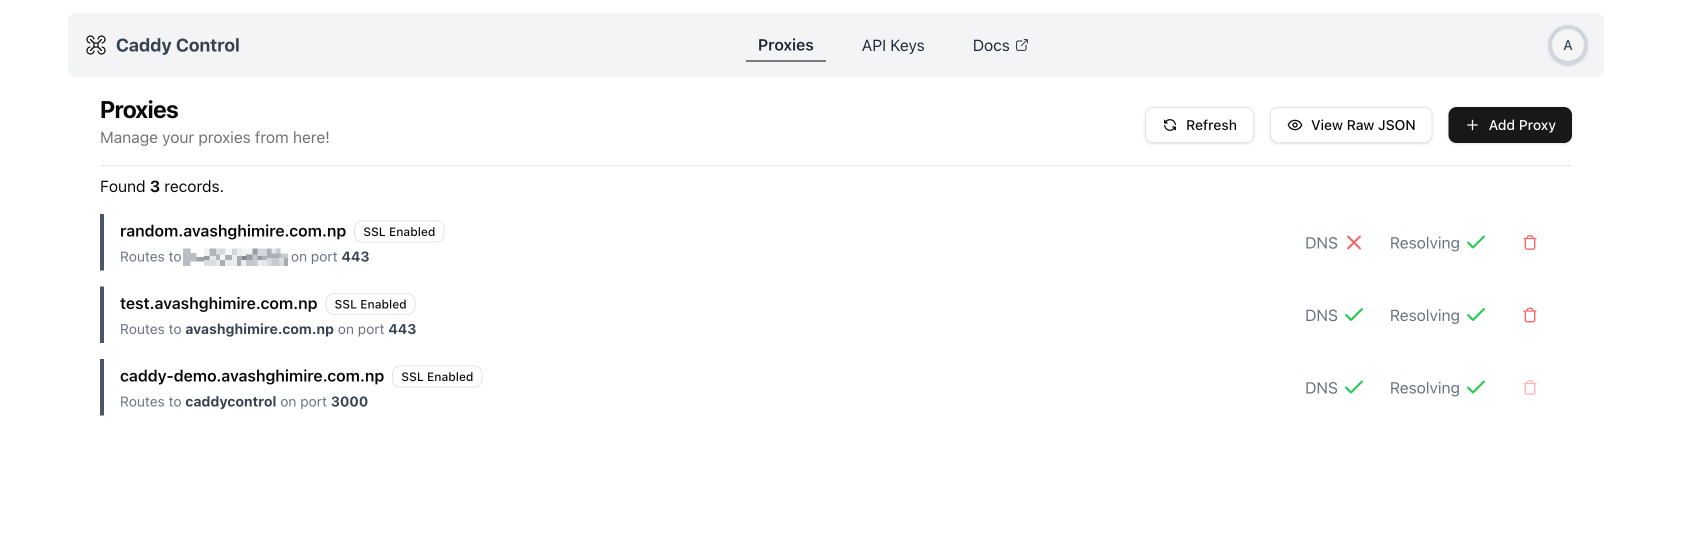 Caddy Control
Proxies
API Keys
Docs
A
Proxies
Manage your proxies from here!
Refresh
View Raw JSON
Add Proxy
Found 3 records.
random.avashghimire.com.np SSL Enabled
Routes to on port 443
DNS Resolving
test.avashghimire.com.np SSL Enabled
Routes to avashghimire.com.np on port 443
DNS Resolving
caddy-demo.avashghimire.com.np SSL Enabled
Routes to caddycontrol on port 3000
DNS Resolving